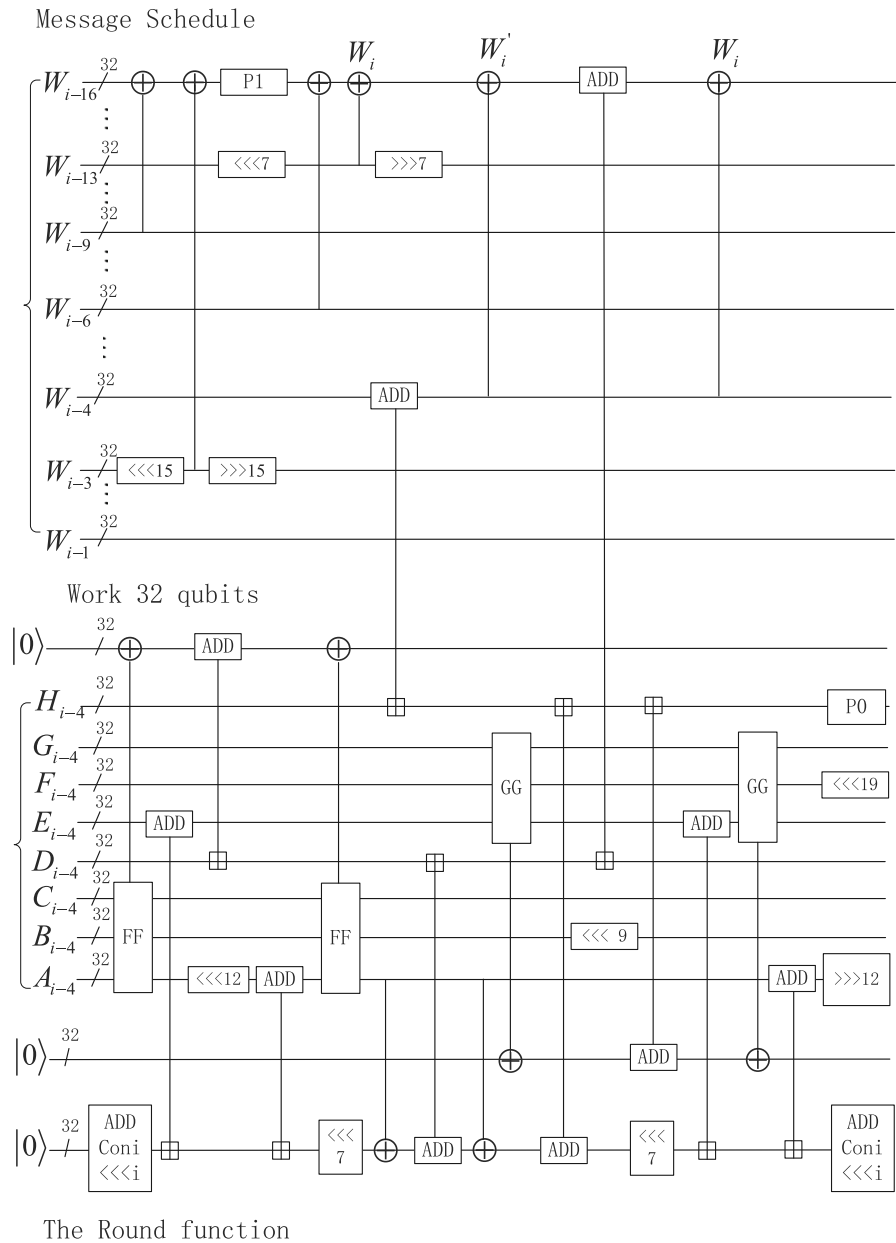 Message Schedule
W_i W_i' W_i
W_{i-16} 32 P1 ADD
W_{i-13} 32 <<<7 >>>7
W_{i-9} 32
W_{i-6} 32
W_{i-4} 32 ADD
W_{i-3} 32 <<<15 >>>15
W_{i-1} 32
Work 32 qubits
|0⟩ 32 ADD
H_{i-4} 32 P0
G_{i-4} 32
F_{i-4} 32 GG GG <<<19
E_{i-4} 32 ADD ADD
D_{i-4} 32
C_{i-4} 32
B_{i-4} 32 FF FF <<< 9
A_{i-4} 32 <<<12 ADD ADD >>>12
|0⟩ 32 ADD
|0⟩ 32 ADD Coni <<<i <<< 7 ADD ADD <<< 7 ADD Coni <<<i
The Round function